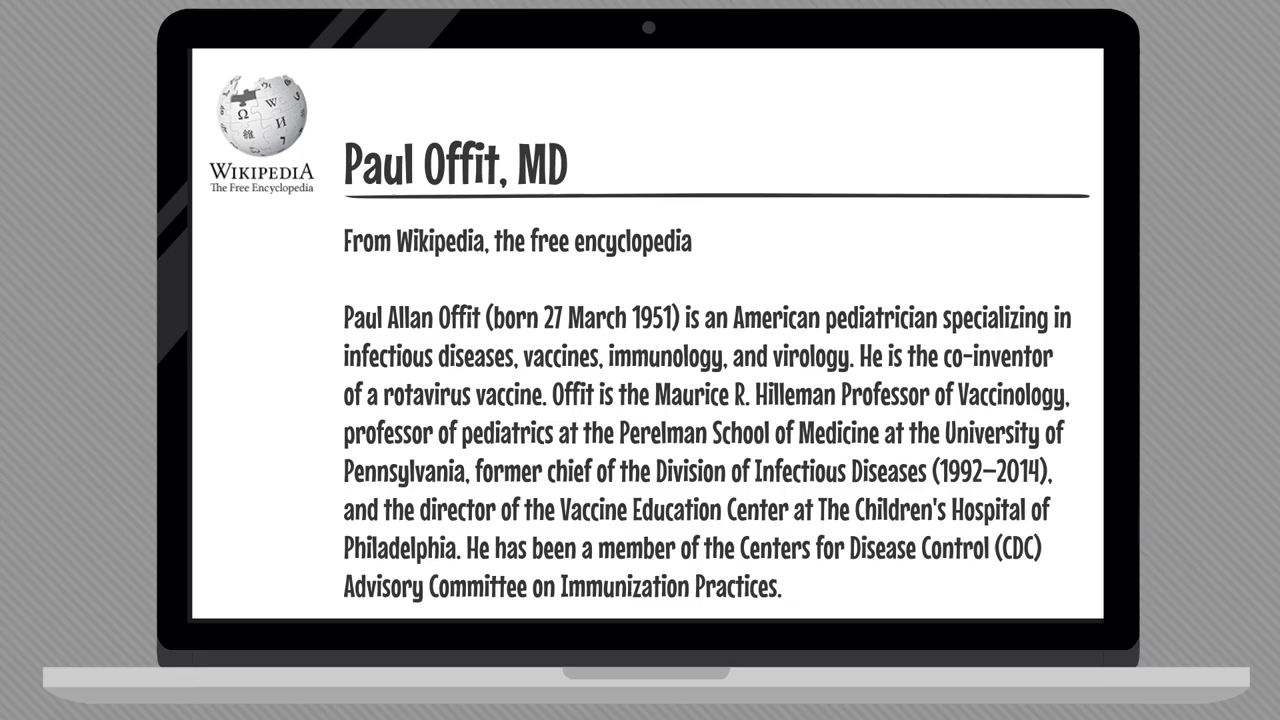 WIKIPEDIA
The Free Encyclopedia
Paul Offit, MD
From Wikipedia, the free encyclopedia
Paul Allan Offit (born 27 March 1951) is an American pediatrician specializing in
infectious diseases, vaccines, immunology, and virology. He is the co-inventor
of a rotavirus vaccine. Offit is the Maurice R. Hilleman Professor of Vaccinology,
professor of pediatrics at the Perelman School of Medicine at the University of
Pennsylvania, former chief of the Division of Infectious Diseases (1992–2014),
and the director of the Vaccine Education Center at The Children's Hospital of
Philadelphia. He has been a member of the Centers for Disease Control (CDC)
Advisory Committee on Immunization Practices.